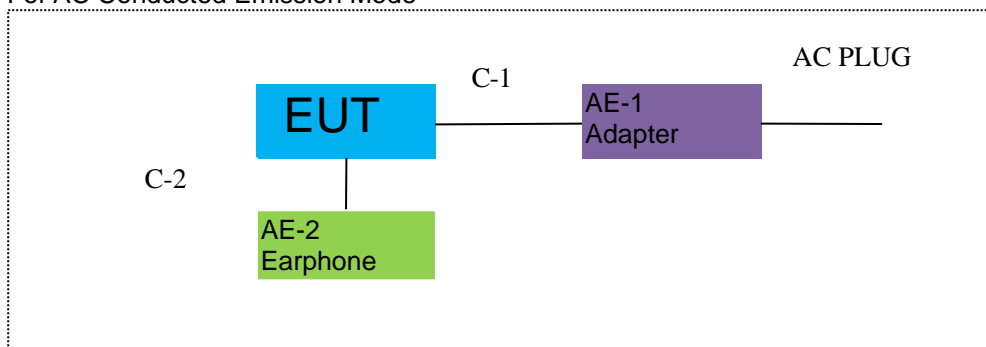 For AC Conducted Emission Mode
AC PLUG
C-1
EUT
AE-1
Adapter
C-2
AE-2
Earphone